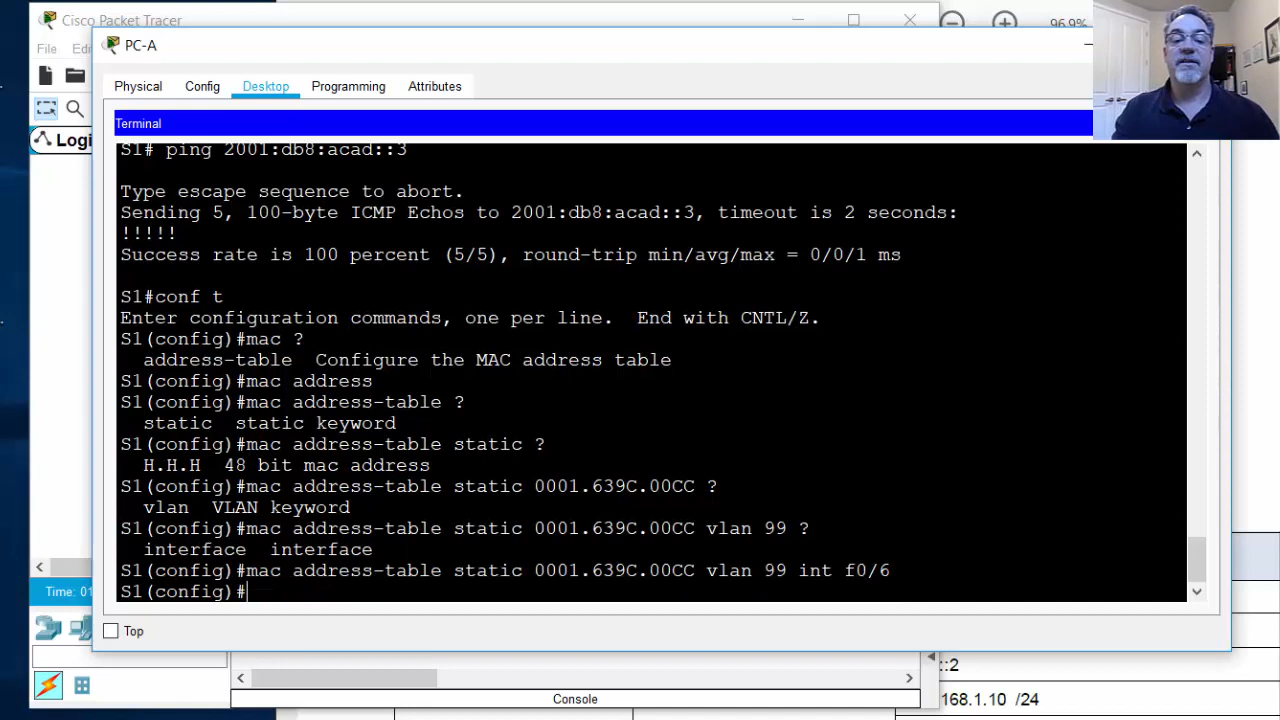 Cisco Packet Tracer
96.9%
PC-A
File
Physical
Config
Desktop
Programming
Attributes
Terminal
S1# ping 2001:db8:acad::3
Type escape sequence to abort.
Sending 5, 100-byte ICMP Echos to 2001:db8:acad::3, timeout is 2 seconds:
!!!!!
Success rate is 100 percent (5/5), round-trip min/avg/max = 0/0/1 ms
S1#conf t
Enter configuration commands, one per line.  End with CNTL/Z.
S1(config)#mac ?
address-table  Configure the MAC address table
S1(config)#mac address
S1(config)#mac address-table ?
static  static keyword
S1(config)#mac address-table static ?
H.H.H  48 bit mac address
S1(config)#mac address-table static 0001.639C.00CC ?
vlan  VLAN keyword
S1(config)#mac address-table static 0001.639C.00CC vlan 99 ?
interface  interface
S1(config)#mac address-table static 0001.639C.00CC vlan 99 int f0/6
S1(config)#
Time: 01
Top
::2
Console
168.1.10 /24